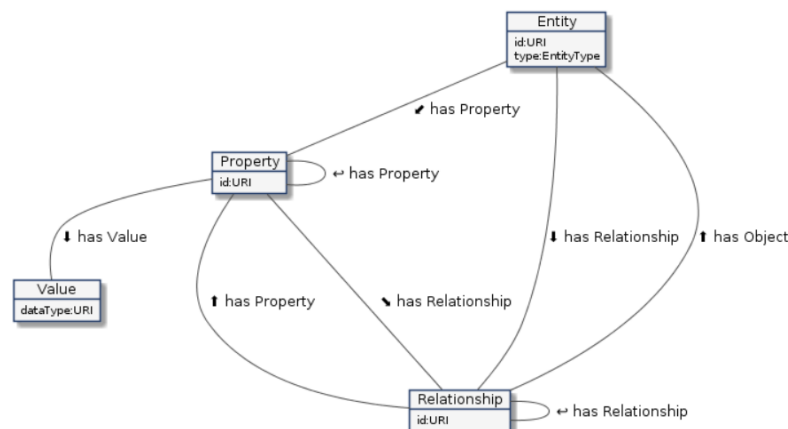 Entity
id:URI
type:EntityType
⬋ has Property
Property
id:URI
↩ has Property
⬇ has Value
⬇ has Relationship
⬆ has Object
Value
dataType:URI
⬆ has Property
⬊ has Relationship
Relationship
id:URI
↩ has Relationship